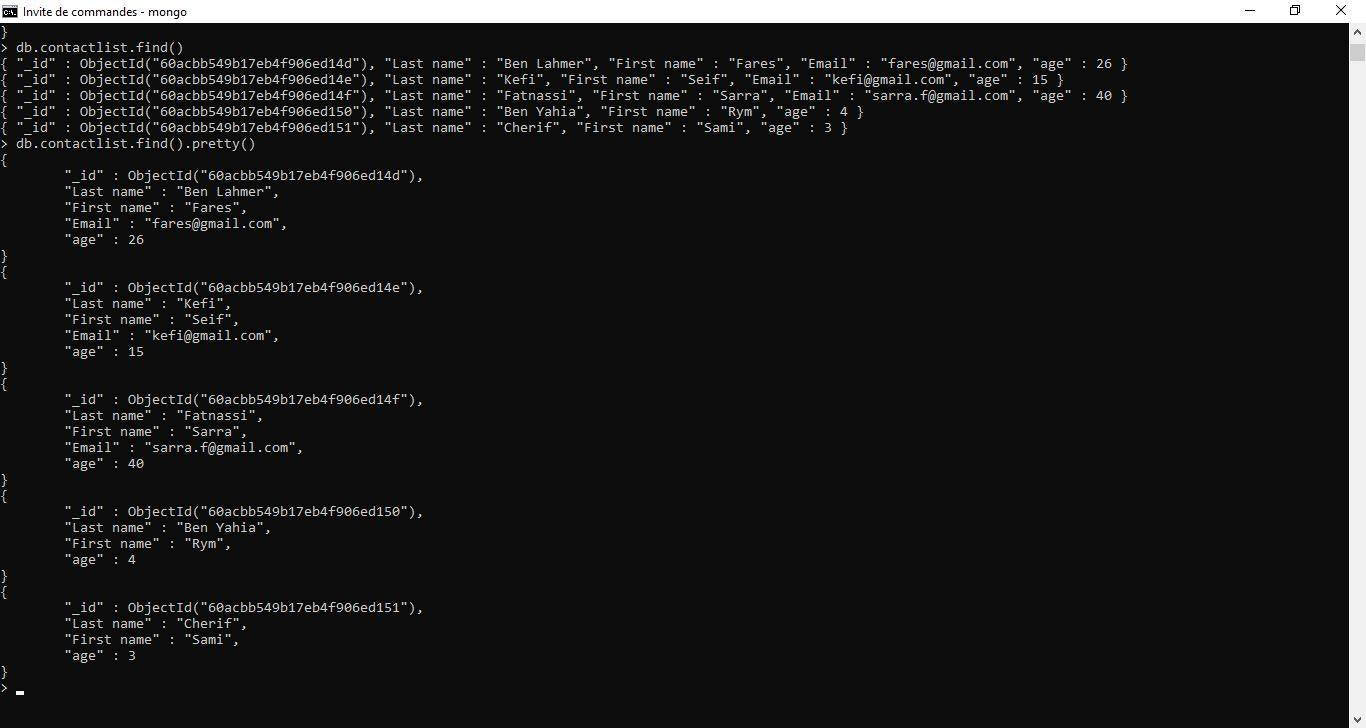 Invite de commandes - mongo
}
> db.contactlist.find()
{ "_id" : ObjectId("60acbb549b17eb4f906ed14d"), "Last name" : "Ben Lahmer", "First name" : "Fares", "Email" : "fares@gmail.com", "age" : 26 }
{ "_id" : ObjectId("60acbb549b17eb4f906ed14e"), "Last name" : "Kefi", "First name" : "Seif", "Email" : "kefi@gmail.com", "age" : 15 }
{ "_id" : ObjectId("60acbb549b17eb4f906ed14f"), "Last name" : "Fatnassi", "First name" : "Sarra", "Email" : "sarra.f@gmail.com", "age" : 40 }
{ "_id" : ObjectId("60acbb549b17eb4f906ed150"), "Last name" : "Ben Yahia", "First name" : "Rym", "age" : 4 }
{ "_id" : ObjectId("60acbb549b17eb4f906ed151"), "Last name" : "Cherif", "First name" : "Sami", "age" : 3 }
> db.contactlist.find().pretty()
{
        "_id" : ObjectId("60acbb549b17eb4f906ed14d"),
        "Last name" : "Ben Lahmer",
        "First name" : "Fares",
        "Email" : "fares@gmail.com",
        "age" : 26
}
{
        "_id" : ObjectId("60acbb549b17eb4f906ed14e"),
        "Last name" : "Kefi",
        "First name" : "Seif",
        "Email" : "kefi@gmail.com",
        "age" : 15
}
{
        "_id" : ObjectId("60acbb549b17eb4f906ed14f"),
        "Last name" : "Fatnassi",
        "First name" : "Sarra",
        "Email" : "sarra.f@gmail.com",
        "age" : 40
}
{
        "_id" : ObjectId("60acbb549b17eb4f906ed150"),
        "Last name" : "Ben Yahia",
        "First name" : "Rym",
        "age" : 4
}
{
        "_id" : ObjectId("60acbb549b17eb4f906ed151"),
        "Last name" : "Cherif",
        "First name" : "Sami",
        "age" : 3
}
>